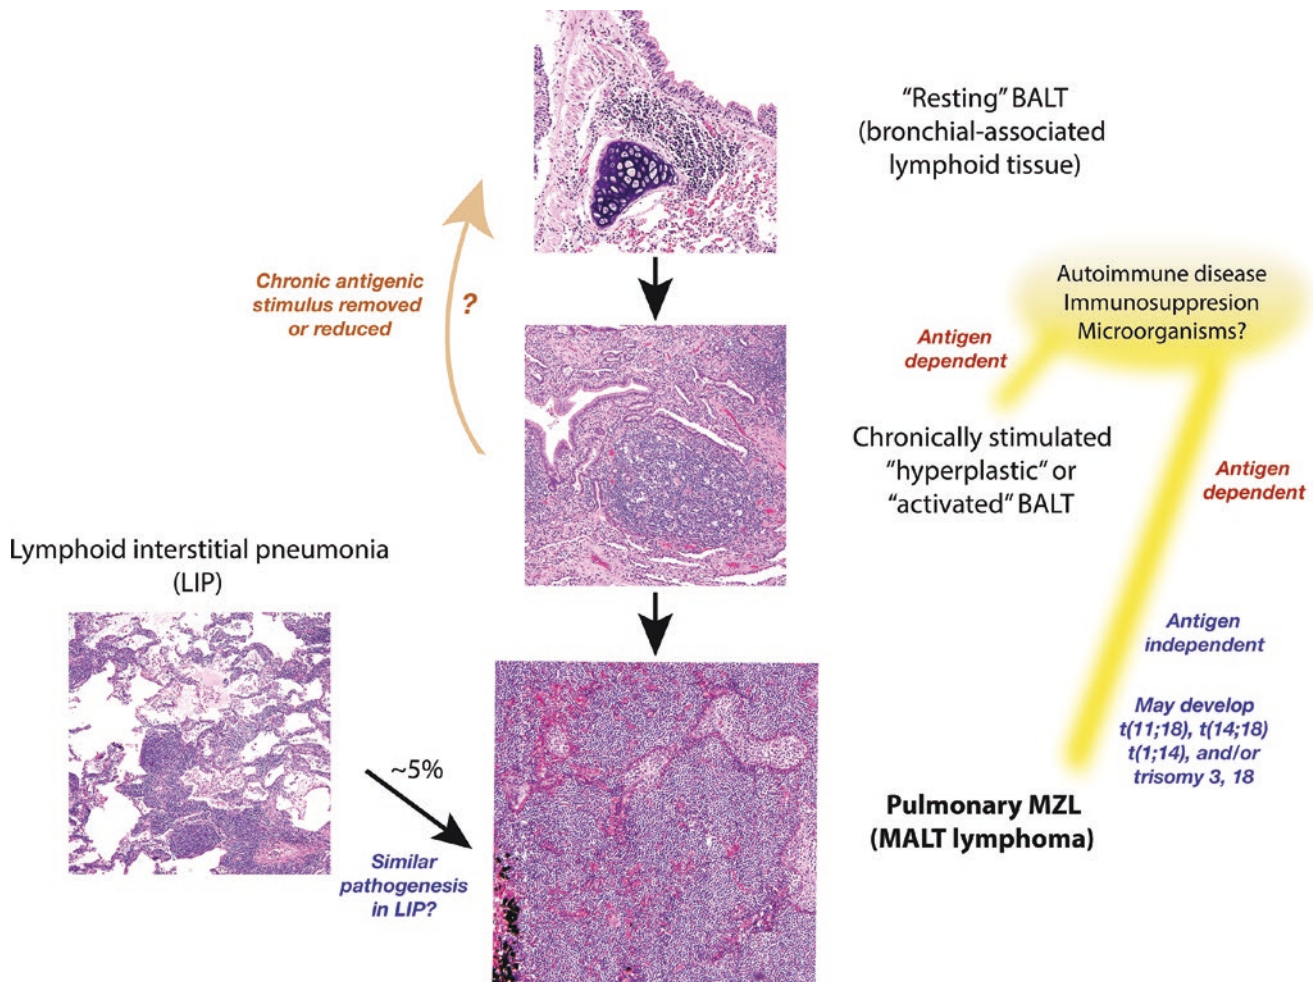 “Resting” BALT
(bronchial-associated
lymphoid tissue)
Chronic antigenic
stimulus removed
or reduced
?
Autoimmune disease
Immunosuppresion
Microorganisms?
Antigen
dependent
Chronically stimulated
“hyperplastic” or
“activated” BALT
Antigen
dependent
Lymphoid interstitial pneumonia
(LIP)
Antigen
independent
May develop
t(11;18), t(14;18)
t(1;14), and/or
trisomy 3, 18
~5%
Similar
pathogenesis
in LIP?
Pulmonary MZL
(MALT lymphoma)